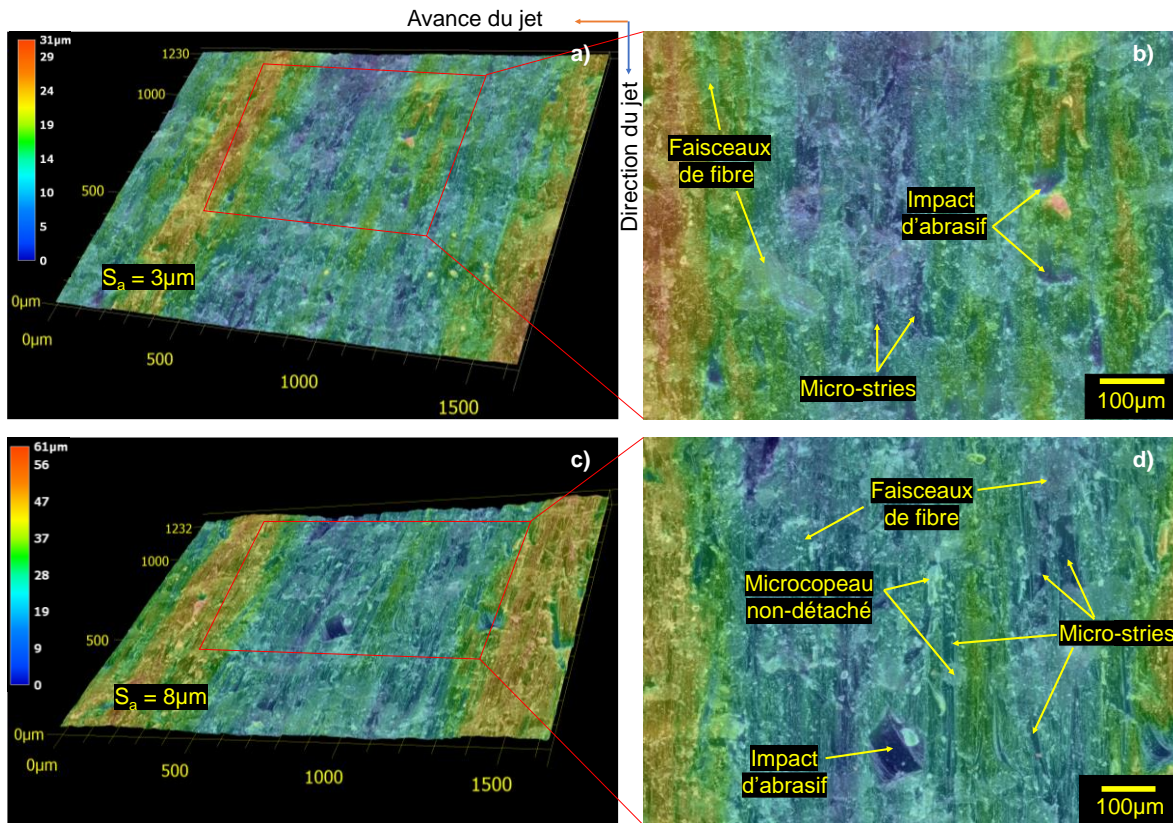 Avance du jet
Direction du jet
a)
31µm
29
24
19
14
10
5
0
1230
1000
500
0µm
0µm
500
1000
1500
Sₐ = 3µm
b)
Faisceaux
de fibre
Impact
d'abrasif
Micro-stries
100µm
c)
61µm
56
47
37
28
19
9
0
1232
1000
500
0µm
0µm
500
1000
1500
Sₐ = 8µm
d)
Faisceaux
de fibre
Microcopeau
non-détaché
Micro-stries
Impact
d'abrasif
100µm